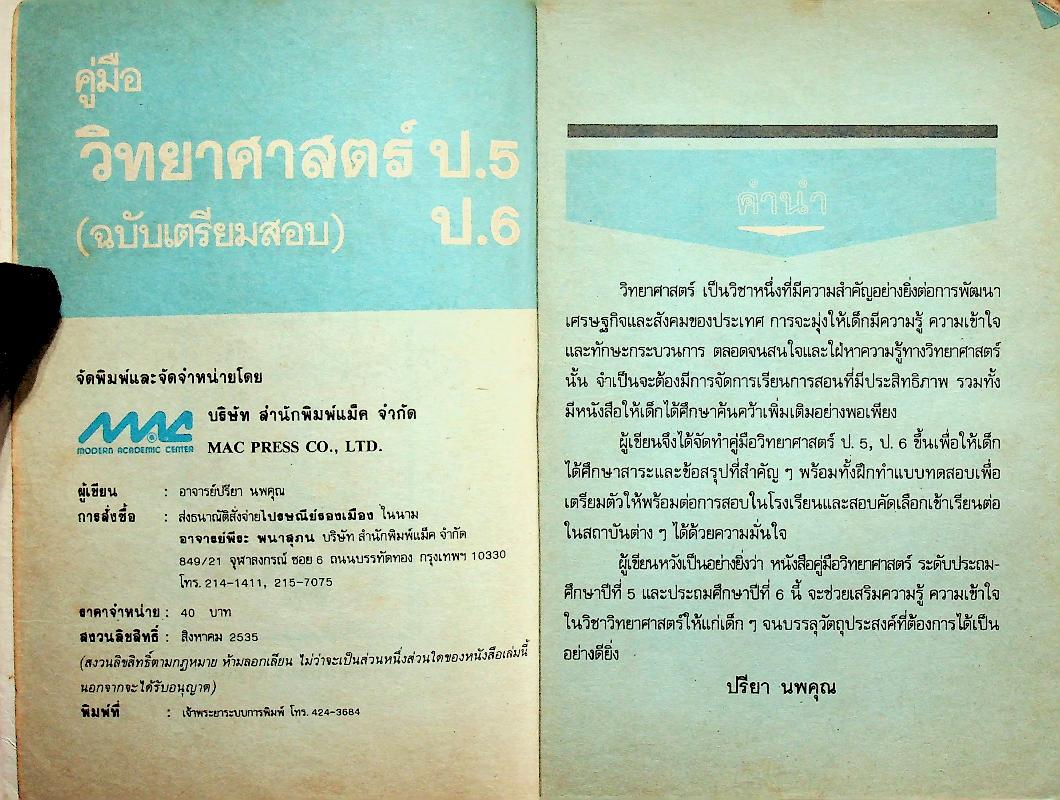 คู่มือ
วิทยาศาสตร์ ป.5
(ฉบับเตรียมสอบ) ป.6
จัดพิมพ์และจัดจำหน่ายโดย
MAC
MODERN ACADEMIC CENTER
บริษัท สำนักพิมพ์แม็ค จำกัด
MAC PRESS CO., LTD.
ผู้เขียน : อาจารย์ปรียา นพคุณ
การสั่งซื้อ : ส่งธนาณัติสั่งจ่ายไปรษณีย์รองเมือง ในนาม
อาจารย์พีระ พนาสุภน บริษัท สำนักพิมพ์แม็ค จำกัด
849/21 จุฬาลงกรณ์ ซอย 6 ถนนบรรทัดทอง กรุงเทพฯ 10330
โทร. 214-1411, 215-7075
ราคาจำหน่าย : 40 บาท
สงวนลิขสิทธิ์ : สิงหาคม 2535
(สงวนลิขสิทธิ์ตามกฎหมาย ห้ามลอกเลียน ไม่ว่าจะเป็นส่วนหนึ่งส่วนใดของหนังสือเล่มนี้
นอกจากจะได้รับอนุญาต)
พิมพ์ที่ : เจ้าพระยาระบบการพิมพ์ โทร. 424-3684
คำนำ
วิทยาศาสตร์ เป็นวิชาหนึ่งที่มีความสำคัญอย่างยิ่งต่อการพัฒนา
เศรษฐกิจและสังคมของประเทศ การจะมุ่งให้เด็กมีความรู้ ความเข้าใจ
และทักษะกระบวนการ ตลอดจนสนใจและใฝ่หาความรู้ทางวิทยาศาสตร์
นั้น จำเป็นจะต้องมีการจัดการเรียนการสอนที่มีประสิทธิภาพ รวมทั้ง
มีหนังสือให้เด็กได้ศึกษาค้นคว้าเพิ่มเติมอย่างพอเพียง
ผู้เขียนจึงได้จัดทำคู่มือวิทยาศาสตร์ ป. 5, ป. 6 ขึ้นเพื่อให้เด็ก
ได้ศึกษาสาระและข้อสรุปที่สำคัญ ๆ พร้อมทั้งฝึกทำแบบทดสอบเพื่อ
เตรียมตัวให้พร้อมต่อการสอบในโรงเรียนและสอบคัดเลือกเข้าเรียนต่อ
ในสถาบันต่าง ๆ ได้ด้วยความมั่นใจ
ผู้เขียนหวังเป็นอย่างยิ่งว่า หนังสือคู่มือวิทยาศาสตร์ ระดับประถม-
ศึกษาปีที่ 5 และประถมศึกษาปีที่ 6 นี้ จะช่วยเสริมความรู้ ความเข้าใจ
ในวิชาวิทยาศาสตร์ให้แก่เด็ก ๆ จนบรรลุวัตถุประสงค์ที่ต้องการได้เป็น
อย่างดียิ่ง
ปรียา นพคุณ